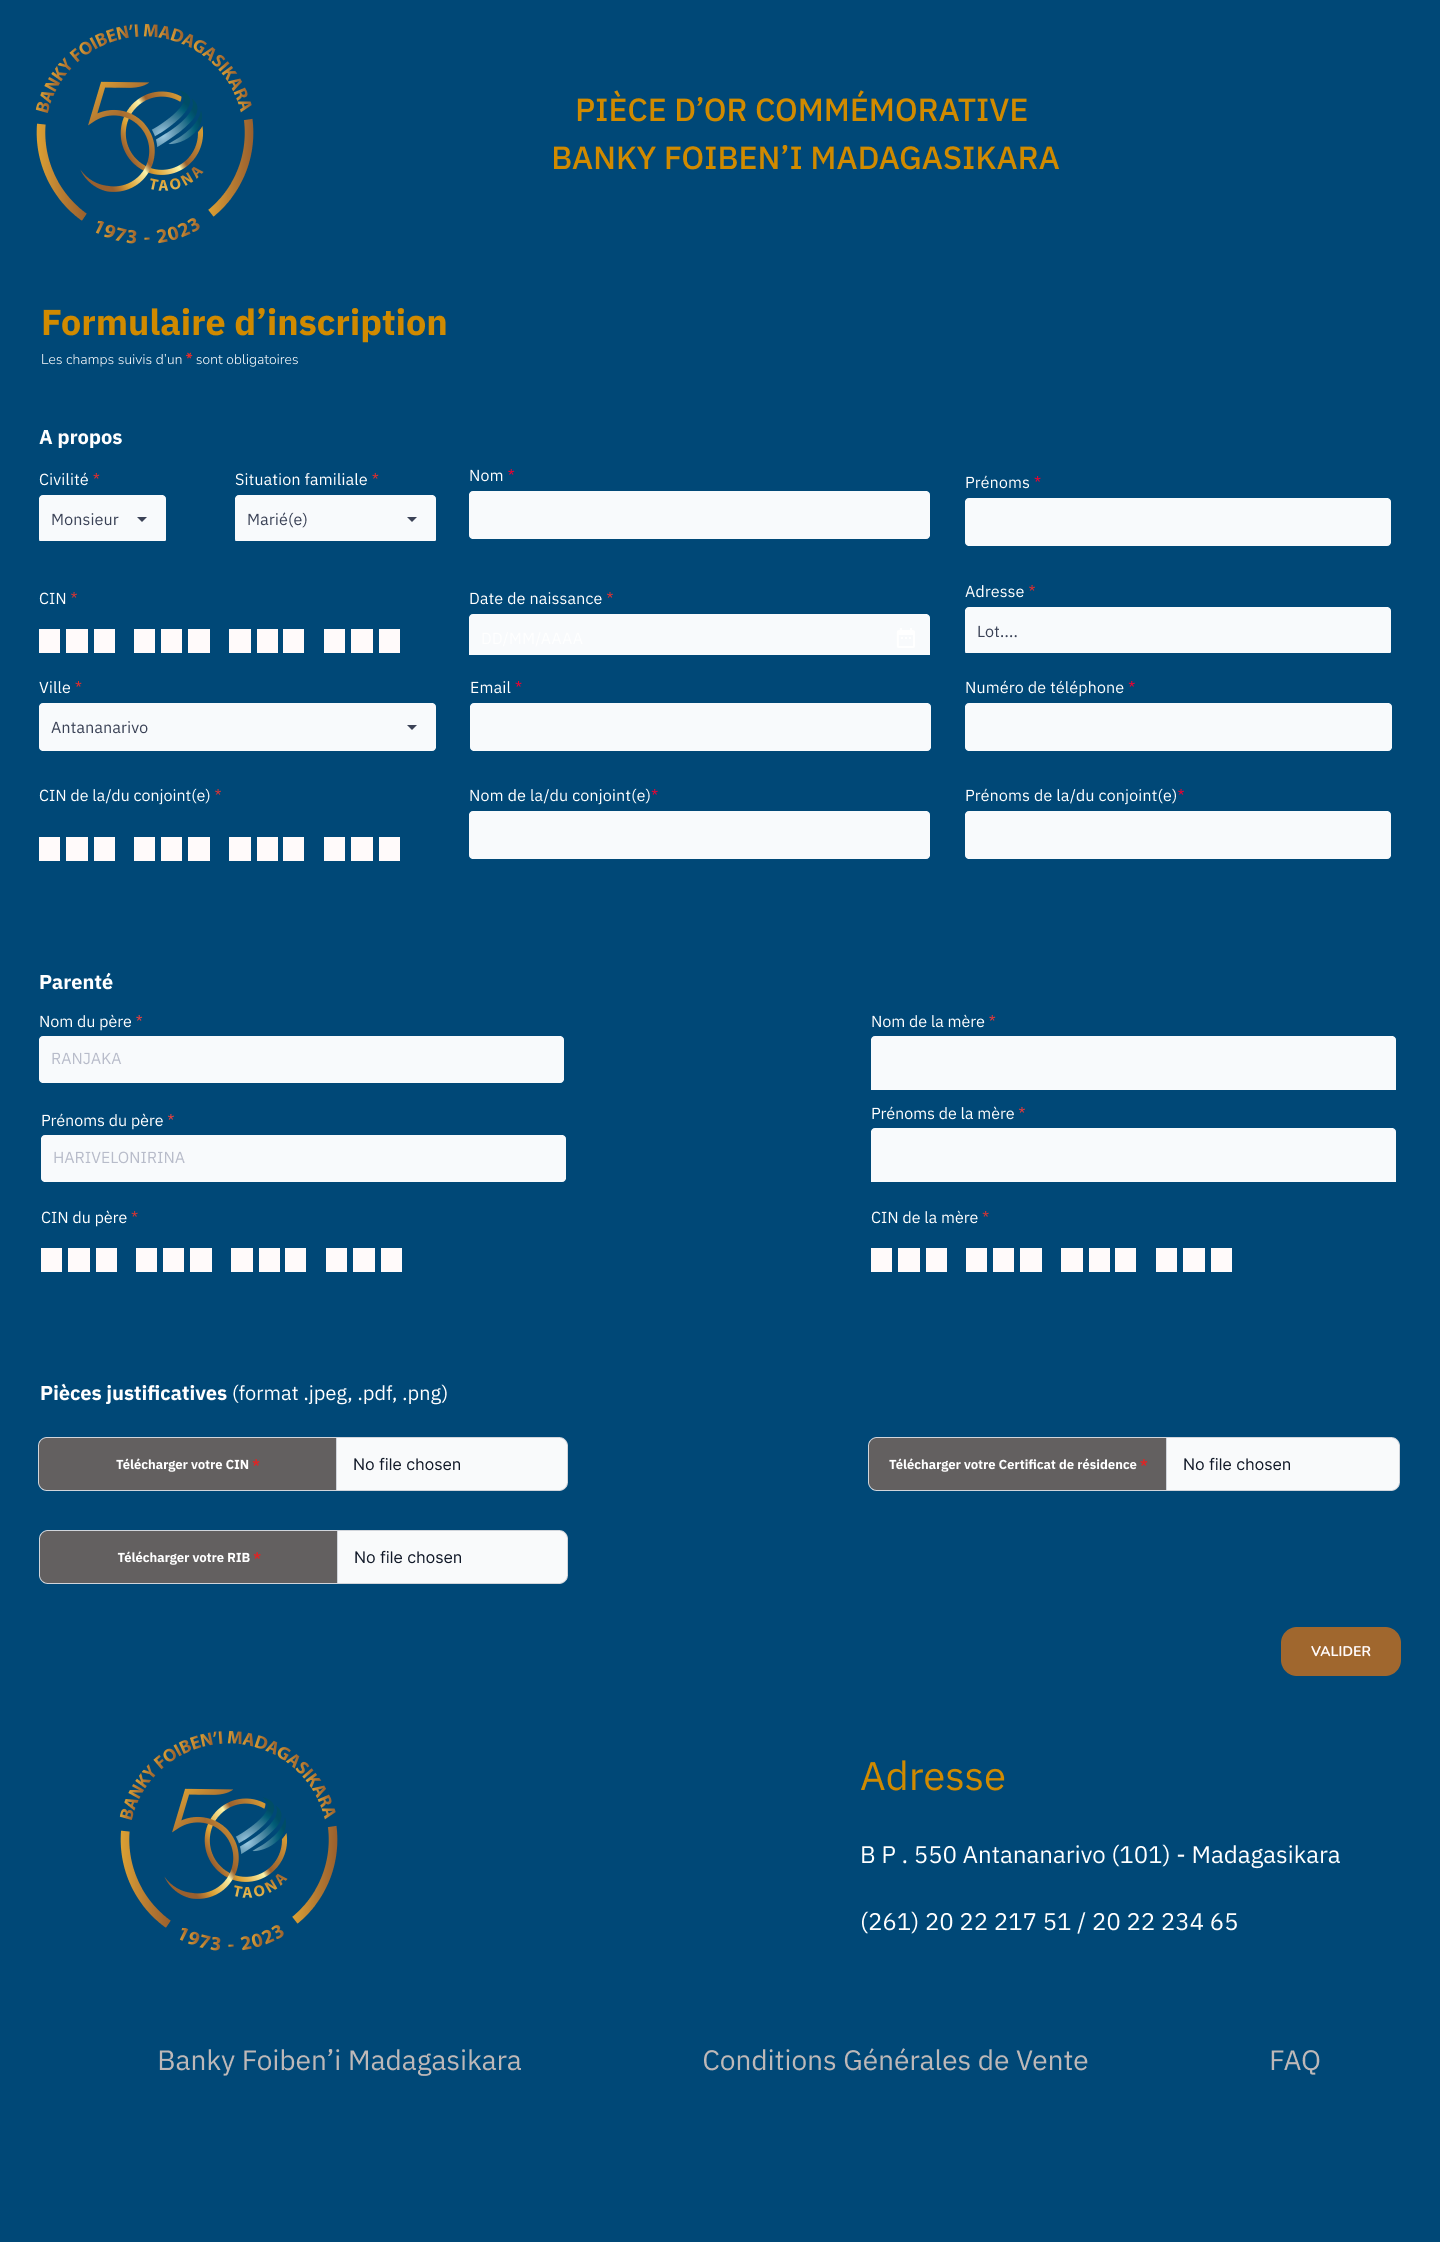 BANKY FOIBEN’I MADAGASIKARA
50
TAONA
1973 - 2023
PIÈCE D’OR COMMÉMORATIVE
BANKY FOIBEN’I MADAGASIKARA
Formulaire d’inscription
Les champs suivis d’un * sont obligatoires
A propos
Civilité *
Situation familiale *
Nom *
Prénoms *
Monsieur
Marié(e)
CIN *
Date de naissance *
Adresse *
Lot....
Ville *
Email *
Numéro de téléphone *
Antananarivo
CIN de la/du conjoint(e) *
Nom de la/du conjoint(e)*
Prénoms de la/du conjoint(e)*
Parenté
Nom du père *
Nom de la mère *
RANJAKA
Prénoms du père *
Prénoms de la mère *
HARIVELONIRINA
CIN du père *
CIN de la mère *
Pièces justificatives (format .jpeg, .pdf, .png)
Télécharger votre CIN *
No file chosen
Télécharger votre Certificat de résidence *
No file chosen
Télécharger votre RIB *
No file chosen
VALIDER
BANKY FOIBEN’I MADAGASIKARA
50
TAONA
1973 - 2023
Adresse
B P . 550 Antananarivo (101) - Madagasikara
(261) 20 22 217 51 / 20 22 234 65
Banky Foiben’i Madagasikara
Conditions Générales de Vente
FAQ